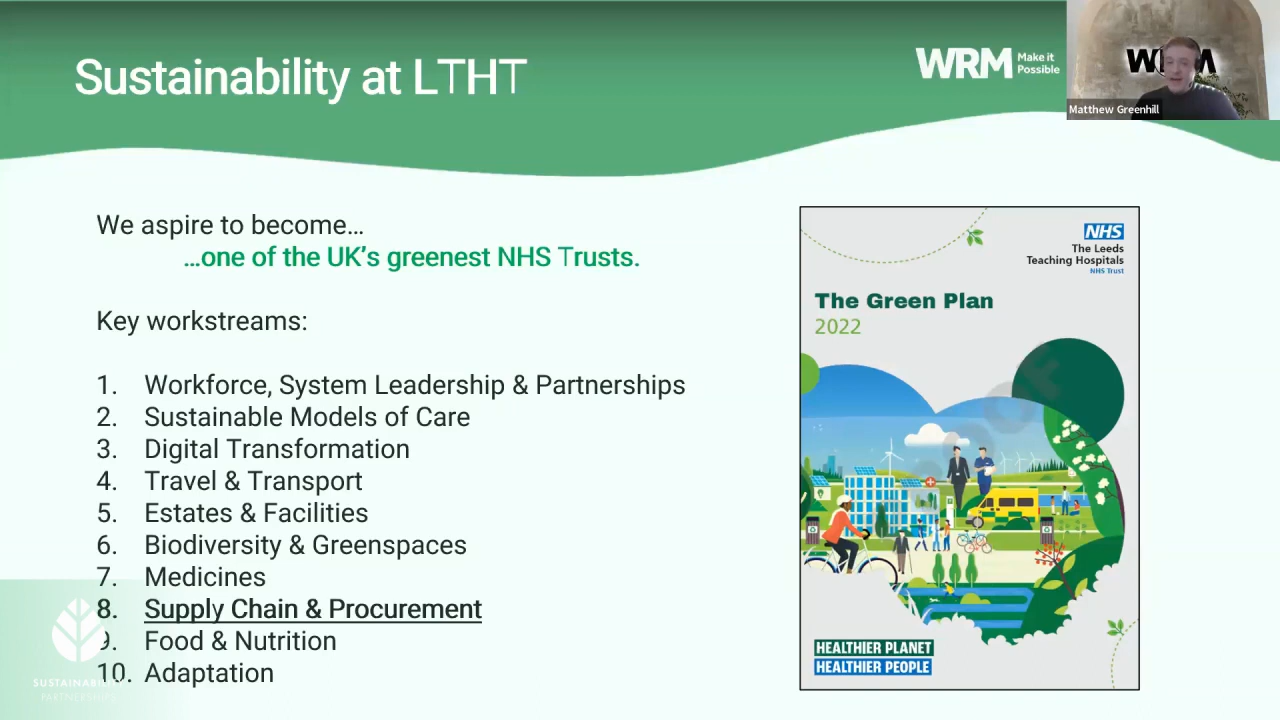 Sustainability at LTHT
WRM Make it Possible
WRM
Matthew Greenhill
We aspire to become…
…one of the UK's greenest NHS Trusts.
Key workstreams:
1. Workforce, System Leadership & Partnerships
2. Sustainable Models of Care
3. Digital Transformation
4. Travel & Transport
5. Estates & Facilities
6. Biodiversity & Greenspaces
7. Medicines
8. Supply Chain & Procurement
9. Food & Nutrition
10. Adaptation
NHS
The Leeds
Teaching Hospitals
NHS Trust
The Green Plan
2022
HEALTHIER PLANET
HEALTHIER PEOPLE
SUSTAINABILITY
PARTNERSHIPS